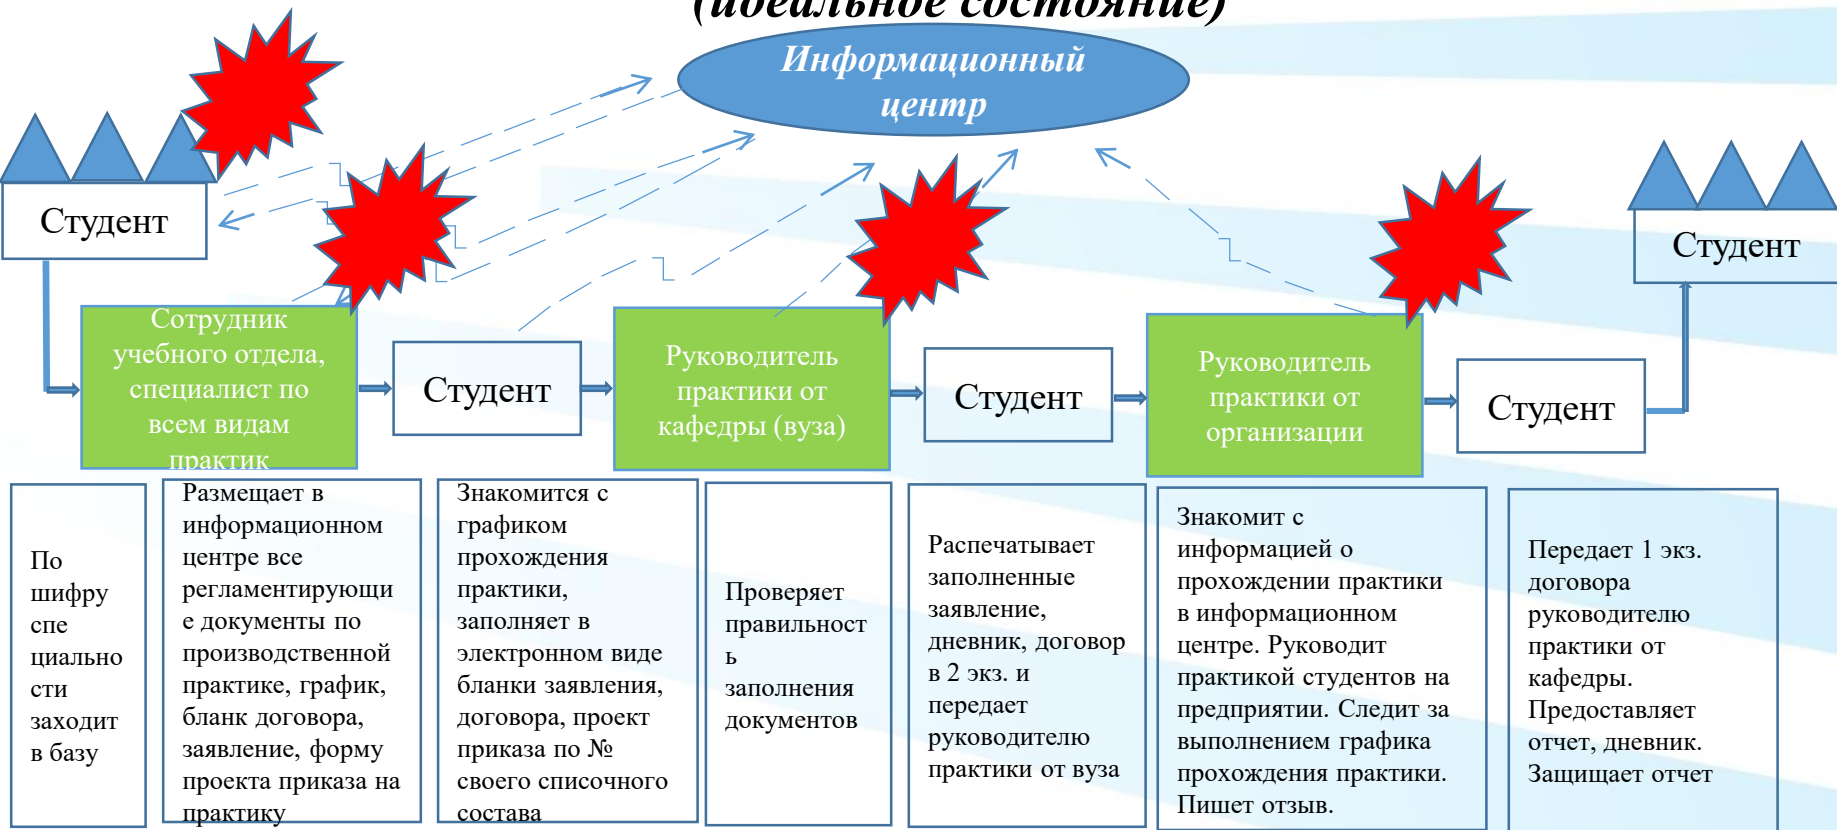 (идеальное состояние)
Информационный
центр
Студент
Студент
Сотрудник
учебного отдела,
специалист по
всем видам
практик
Студент
Руководитель
практики от
кафедры (вуза)
Студент
Руководитель
практики от
организации
Студент
По
шифру
спе
циально
сти
заходит
в базу
Размещает в
информационном
центре все
регламентирующи
е документы по
производственной
практике, график,
бланк договора,
заявление, форму
проекта приказа на
практику
Знакомится с
графиком
прохождения
практики,
заполняет в
электронном виде
бланки заявления,
договора, проект
приказа по №
своего списочного
состава
Проверяет
правильност
ь
заполнения
документов
Распечатывает
заполненные
заявление,
дневник, договор
в 2 экз. и
передает
руководителю
практики от вуза
Знакомит с
информацией о
прохождении практики
в информационном
центре. Руководит
практикой студентов на
предприятии. Следит за
выполнением графика
прохождения практики.
Пишет отзыв.
Передает 1 экз.
договора
руководителю
практики от
кафедры.
Предоставляет
отчет, дневник.
Защищает отчет